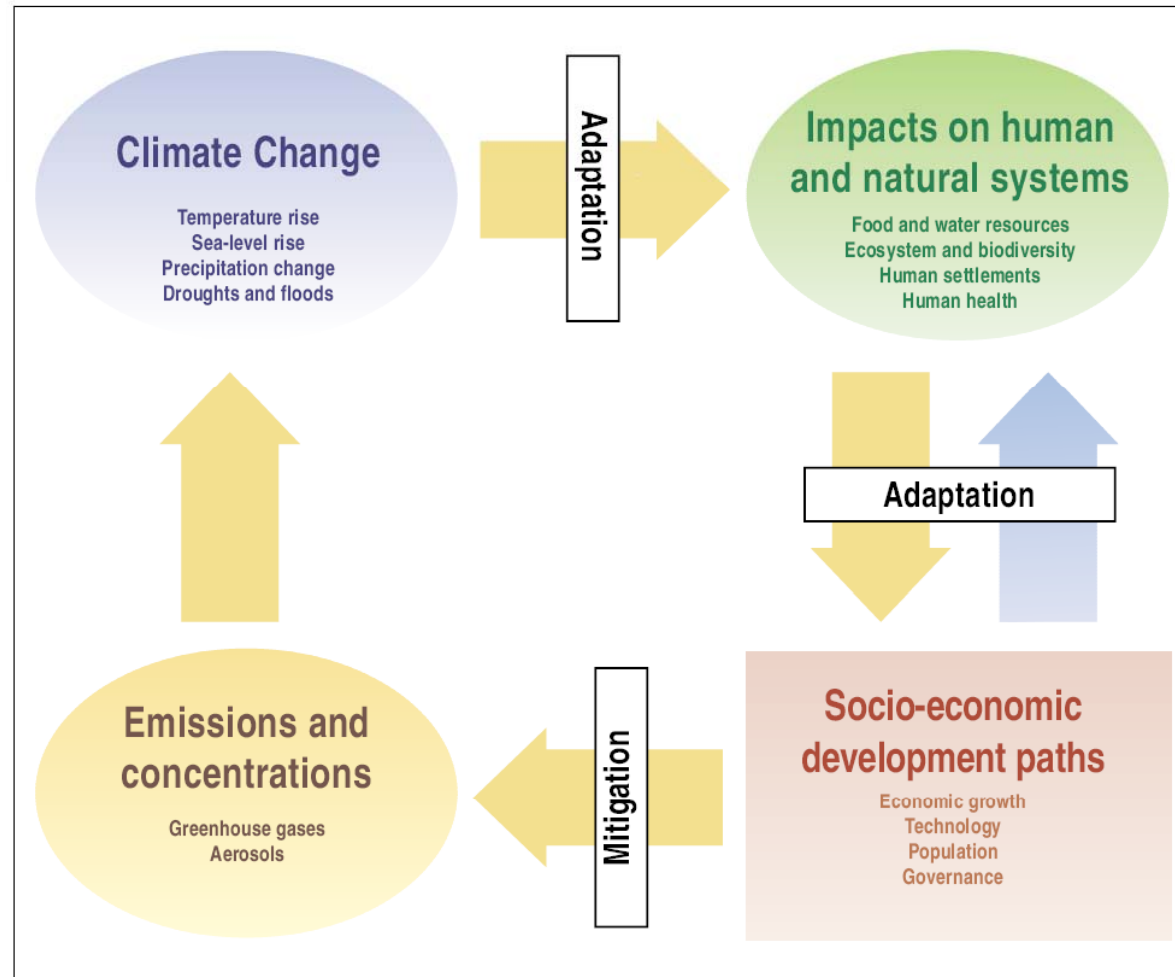 Climate Change
Temperature rise
Sea-level rise
Precipitation change
Droughts and floods
Adaptation
Impacts on human
and natural systems
Food and water resources
Ecosystem and biodiversity
Human settlements
Human health
Adaptation
Emissions and
concentrations
Greenhouse gases
Aerosols
Mitigation
Socio-economic
development paths
Economic growth
Technology
Population
Governance